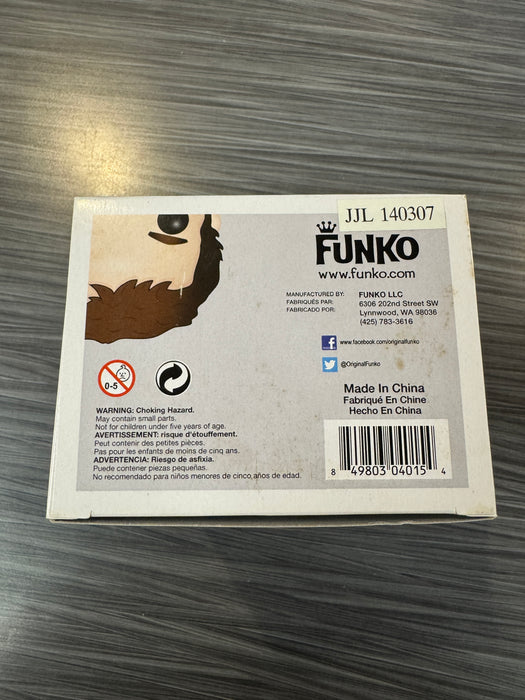 JJL 140307
FUNKO
www.funko.com
MANUFACTURED BY: FUNKO LLC
FABRIQUÉS PAR: 6306 202nd Street SW
FABRICADO POR: Lynnwood, WA 98036
(425) 783-3616
f www.facebook.com/originalfunko
@OriginalFunko
0-5
Made In China
Fabriqué En Chine
Hecho En China
WARNING: Choking Hazard.
May contain small parts.
Not for children under five years of age.
AVERTISSEMENT: risque d'étouffement.
Peut contenir des petites pièces.
Pas pour les enfants de moins de cinq ans.
ADVERTENCIA: Riesgo de asfixia.
Puede contener piezas pequeñas.
No recomendado para niños menores de cinco años de edad.
8 49803 04015 4